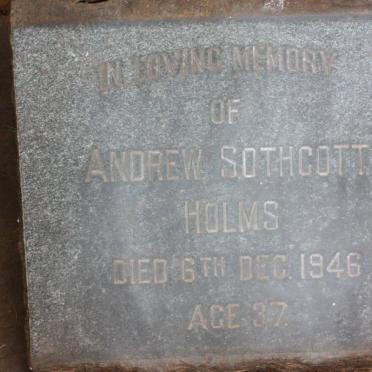 IN LOVING MEMORY
OF
ANDREW SOTHCOTT
HOLMS
DIED 6TH DEC. 1946
AGE 37.